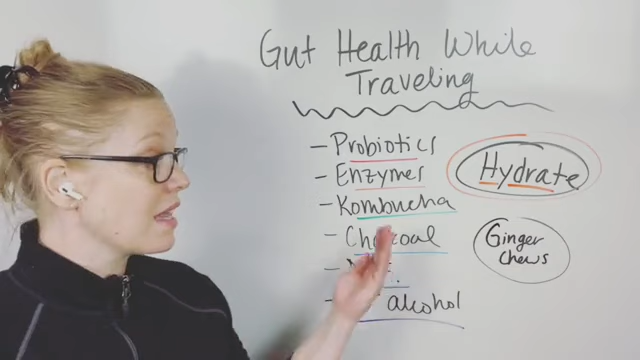 Gut Health While
Traveling
- Probiotics
- Enzymes
- Kombucha
- Charcoal
- alcohol
Hydrate
Ginger
chews